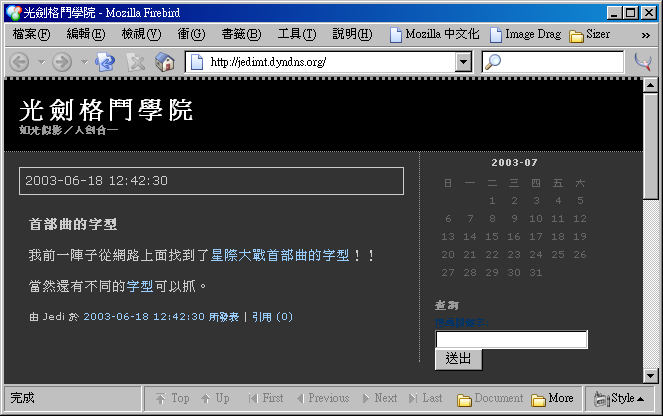 光劍格鬥學院 - Mozilla Firebird
檔案(F) 編輯(E) 檢視(V) 衝(G) 書籤(B) 工具(T) 說明(H) Mozilla 中文化 Image Drag Sizer »
http://jedimt.dyndns.org/
光劍格鬥學院
如光似影／人劍合一
2003-06-18 12:42:30
首部曲的字型
我前一陣子從網路上面找到了星際大戰首部曲的字型！！
當然還有不同的字型可以抓。
由 Jedi 於 2003-06-18 12:42:30 所發表 | 引用 (0)
2003-07
日 一 二 三 四 五 六
1 2 3 4 5
6 7 8 9 10 11 12
13 14 15 16 17 18 19
20 21 22 23 24 25 26
27 28 29 30 31
查詢
送出
完成 Top Up First Previous Next Last Document More Style